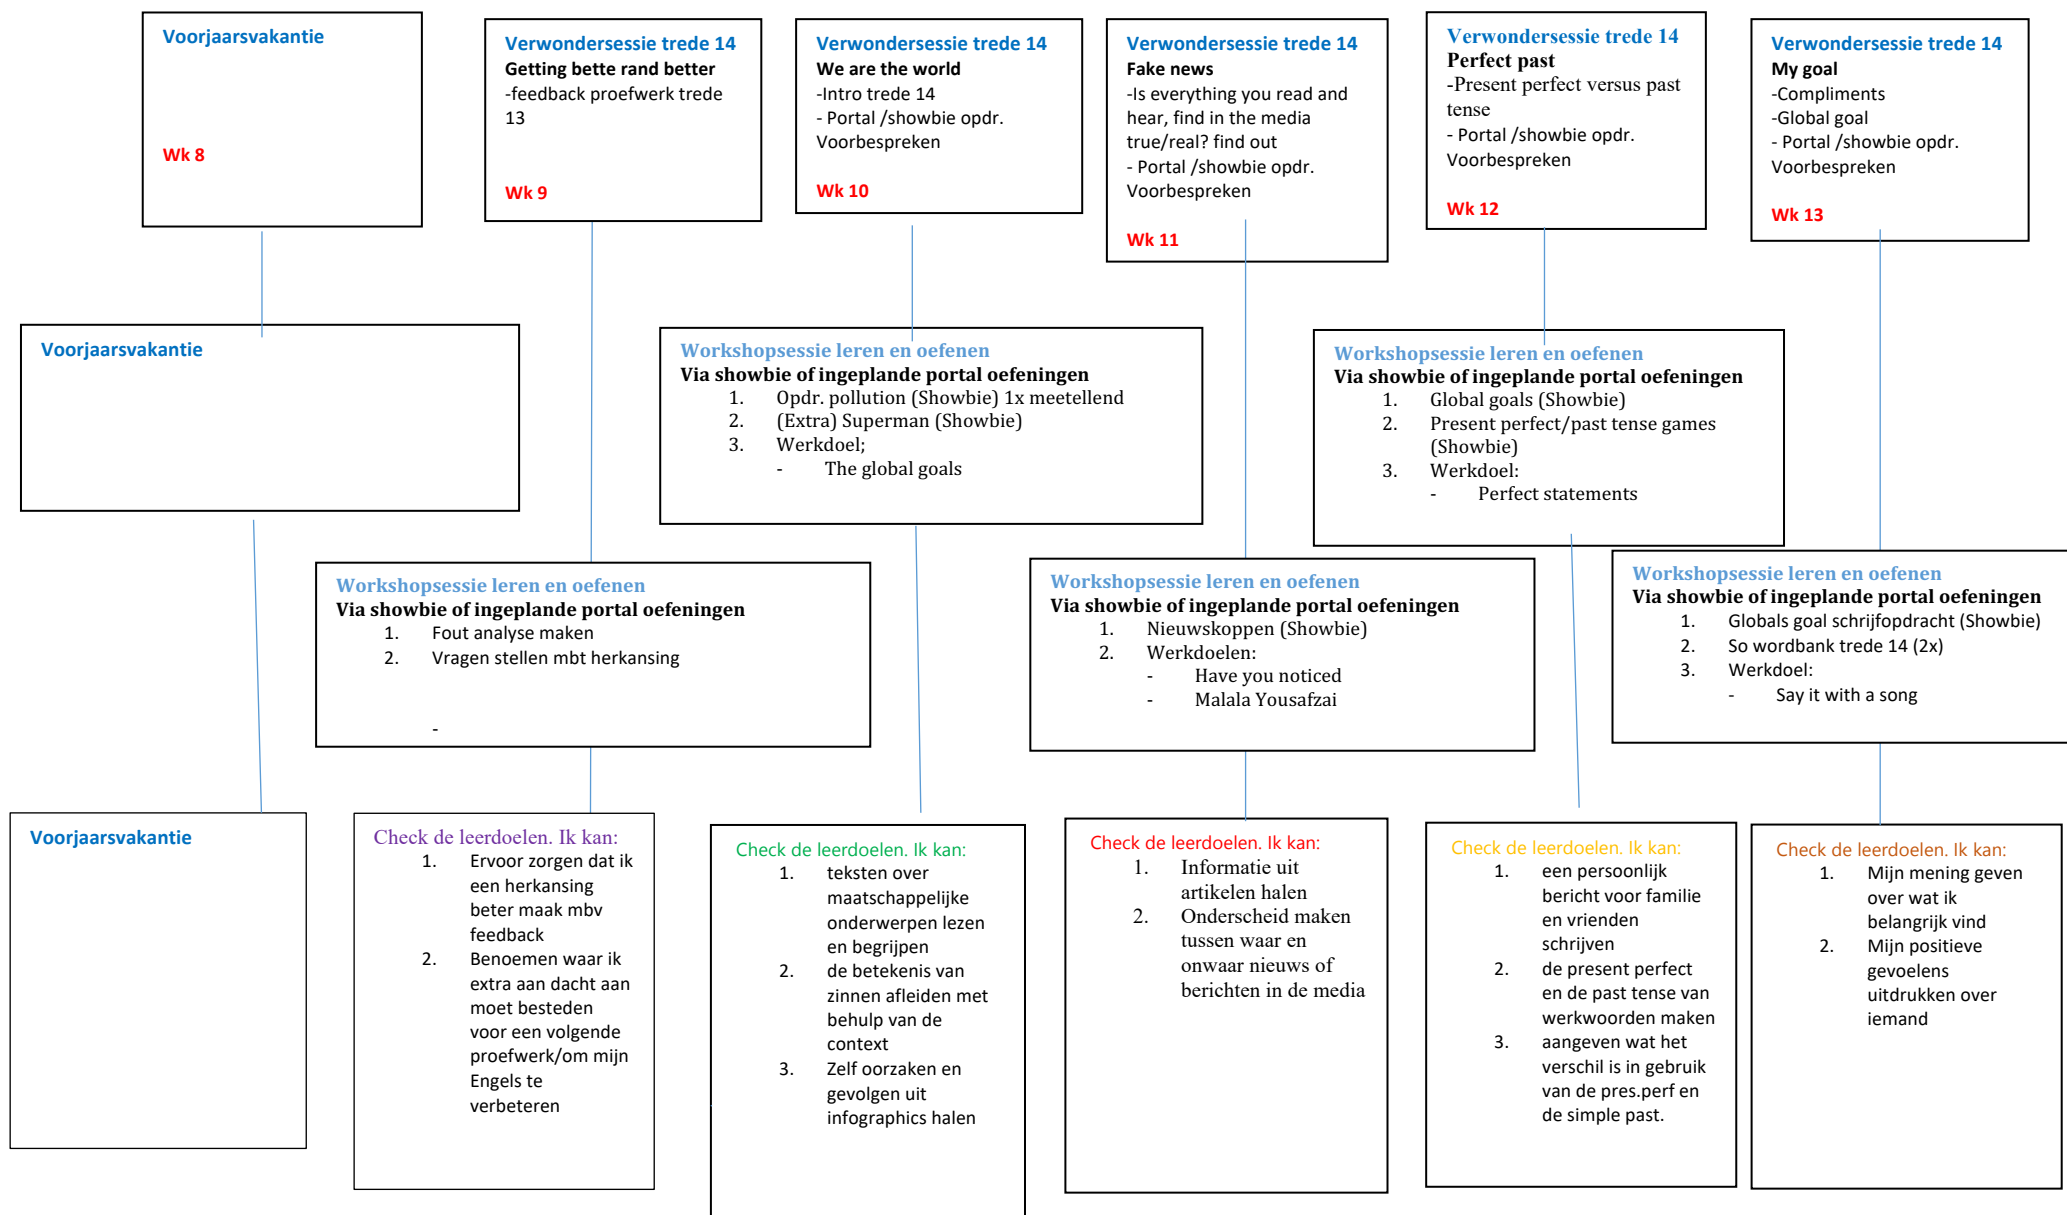 Voorjaarsvakantie
Wk 8
Verwondersessie trede 14
Getting bette rand better
-feedback proefwerk trede
13
Wk 9
Verwondersessie trede 14
We are the world
-Intro trede 14
- Portal /showbie opdr.
Voorbespreken
Wk 10
Verwondersessie trede 14
Fake news
-Is everything you read and
hear, find in the media
true/real? find out
- Portal /showbie opdr.
Voorbespreken
Wk 11
Verwondersessie trede 14
Perfect past
-Present perfect versus past
tense
- Portal /showbie opdr.
Voorbespreken
Wk 12
Verwondersessie trede 14
My goal
-Compliments
-Global goal
- Portal /showbie opdr.
Voorbespreken
Wk 13
Voorjaarsvakantie
Workshopsessie leren en oefenen
Via showbie of ingeplande portal oefeningen
1. Opdr. pollution (Showbie) 1x meetellend
2. (Extra) Superman (Showbie)
3. Werkdoel;
- The global goals
Workshopsessie leren en oefenen
Via showbie of ingeplande portal oefeningen
1. Global goals (Showbie)
2. Present perfect/past tense games
(Showbie)
3. Werkdoel:
- Perfect statements
Workshopsessie leren en oefenen
Via showbie of ingeplande portal oefeningen
1. Fout analyse maken
2. Vragen stellen mbt herkansing
-
Workshopsessie leren en oefenen
Via showbie of ingeplande portal oefeningen
1. Nieuwskoppen (Showbie)
2. Werkdoelen:
- Have you noticed
- Malala Yousafzai
Workshopsessie leren en oefenen
Via showbie of ingeplande portal oefeningen
1. Globals goal schrijfopdracht (Showbie)
2. So wordbank trede 14 (2x)
3. Werkdoel:
- Say it with a song
Voorjaarsvakantie
Check de leerdoelen. Ik kan:
1. Ervoor zorgen dat ik
een herkansing
beter maak mbv
feedback
2. Benoemen waar ik
extra aan dacht aan
moet besteden
voor een volgende
proefwerk/om mijn
Engels te
verbeteren
Check de leerdoelen. Ik kan:
1. teksten over
maatschappelijke
onderwerpen lezen
en begrijpen
2. de betekenis van
zinnen afleiden met
behulp van de
context
3. Zelf oorzaken en
gevolgen uit
infographics halen
Check de leerdoelen. Ik kan:
1. Informatie uit
artikelen halen
2. Onderscheid maken
tussen waar en
onwaar nieuws of
berichten in de media
Check de leerdoelen. Ik kan:
1. een persoonlijk
bericht voor familie
en vrienden
schrijven
2. de present perfect
en de past tense van
werkwoorden maken
3. aangeven wat het
verschil is in gebruik
van de pres.perf en
de simple past.
Check de leerdoelen. Ik kan:
1. Mijn mening geven
over wat ik
belangrijk vind
2. Mijn positieve
gevoelens
uitdrukken over
iemand